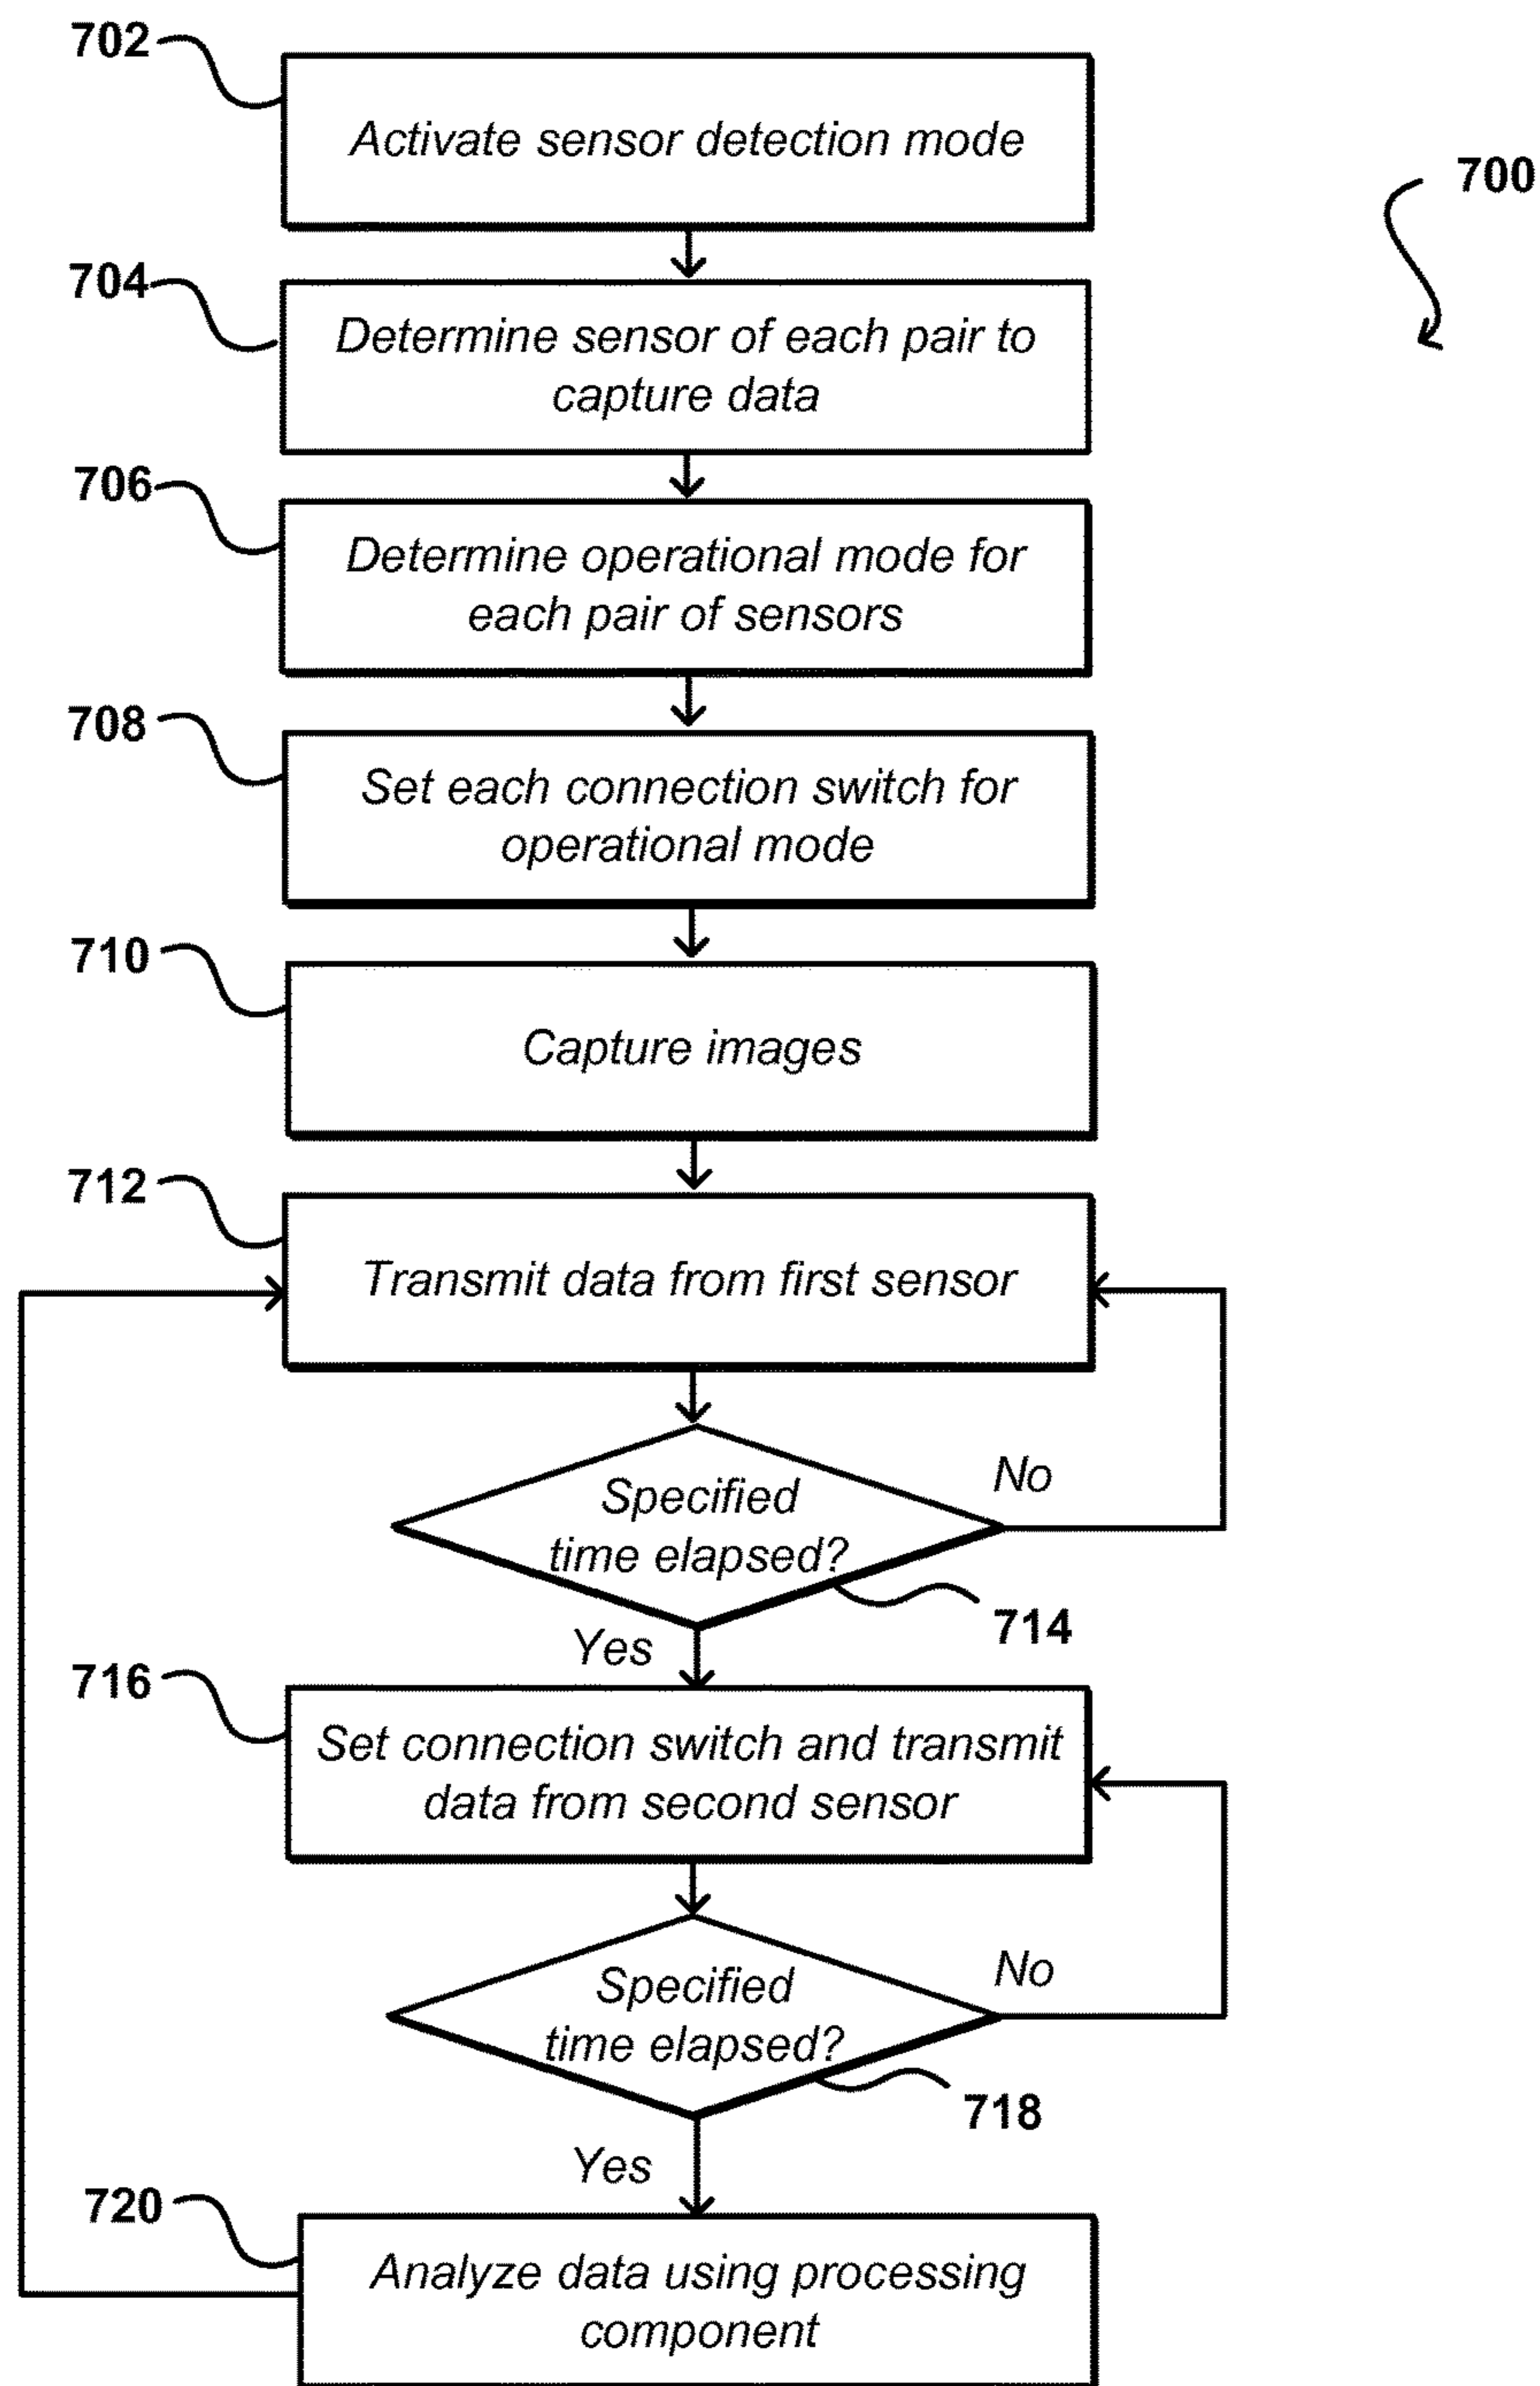 702
Activate sensor detection mode
700
704
Determine sensor of each pair to
capture data
706
Determine operational mode for
each pair of sensors
708
Set each connection switch for
operational mode
710
Capture images
712
Transmit data from first sensor
Specified
time elapsed?
No
714
Yes
716
Set connection switch and transmit
data from second sensor
Specified
time elapsed?
No
718
Yes
720
Analyze data using processing
component